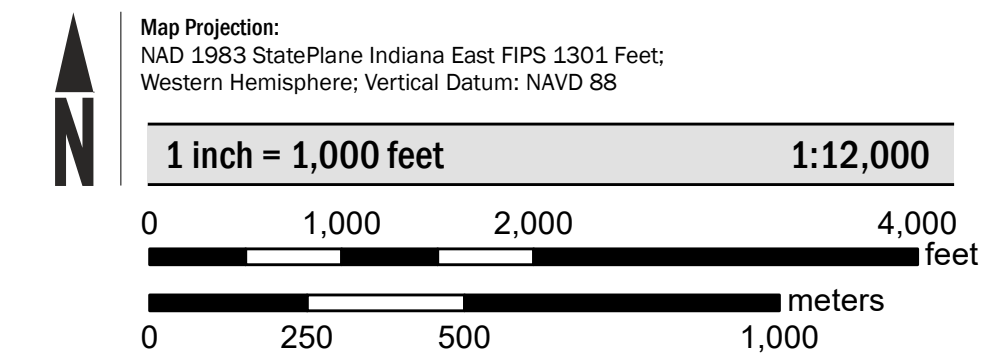 Map Projection:
NAD 1983 StatePlane Indiana East FIPS 1301 Feet;
Western Hemisphere; Vertical Datum: NAVD 88
N
1 inch = 1,000 feet 1:12,000
0 1,000 2,000 4,000
feet
meters
0 250 500 1,000